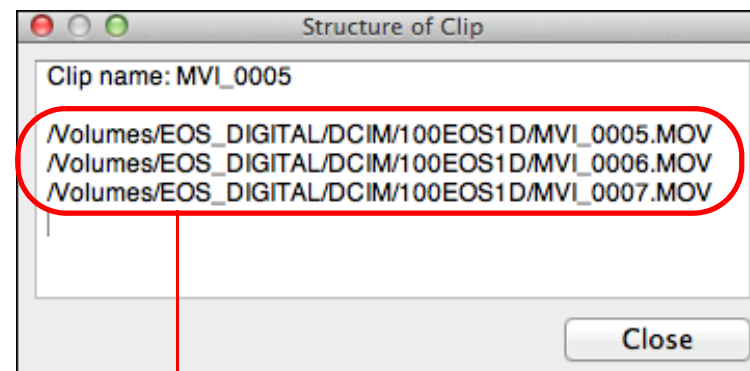 Structure of Clip
Clip name: MVI_0005
/Volumes/EOS_DIGITAL/DCIM/100EOS1D/MVI_0005.MOV
/Volumes/EOS_DIGITAL/DCIM/100EOS1D/MVI_0006.MOV
/Volumes/EOS_DIGITAL/DCIM/100EOS1D/MVI_0007.MOV
Close